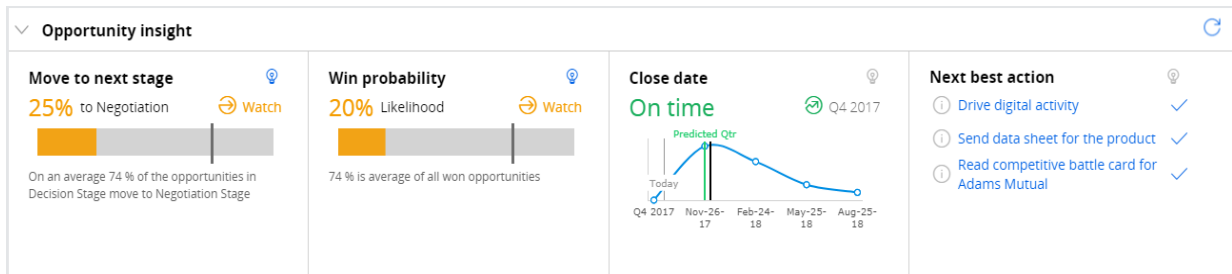 Opportunity insight
Move to next stage
25% to Negotiation
Watch
On an average 74 % of the opportunities in
Decision Stage move to Negotiation Stage
Win probability
20% Likelihood
Watch
74 % is average of all won opportunities
Close date
On time
Q4 2017
Predicted Qtr
Today
Q4 2017
Nov-26-
17
Feb-24-
18
May-25-
18
Aug-25-
18
Next best action
Drive digital activity
Send data sheet for the product
Read competitive battle card for
Adams Mutual